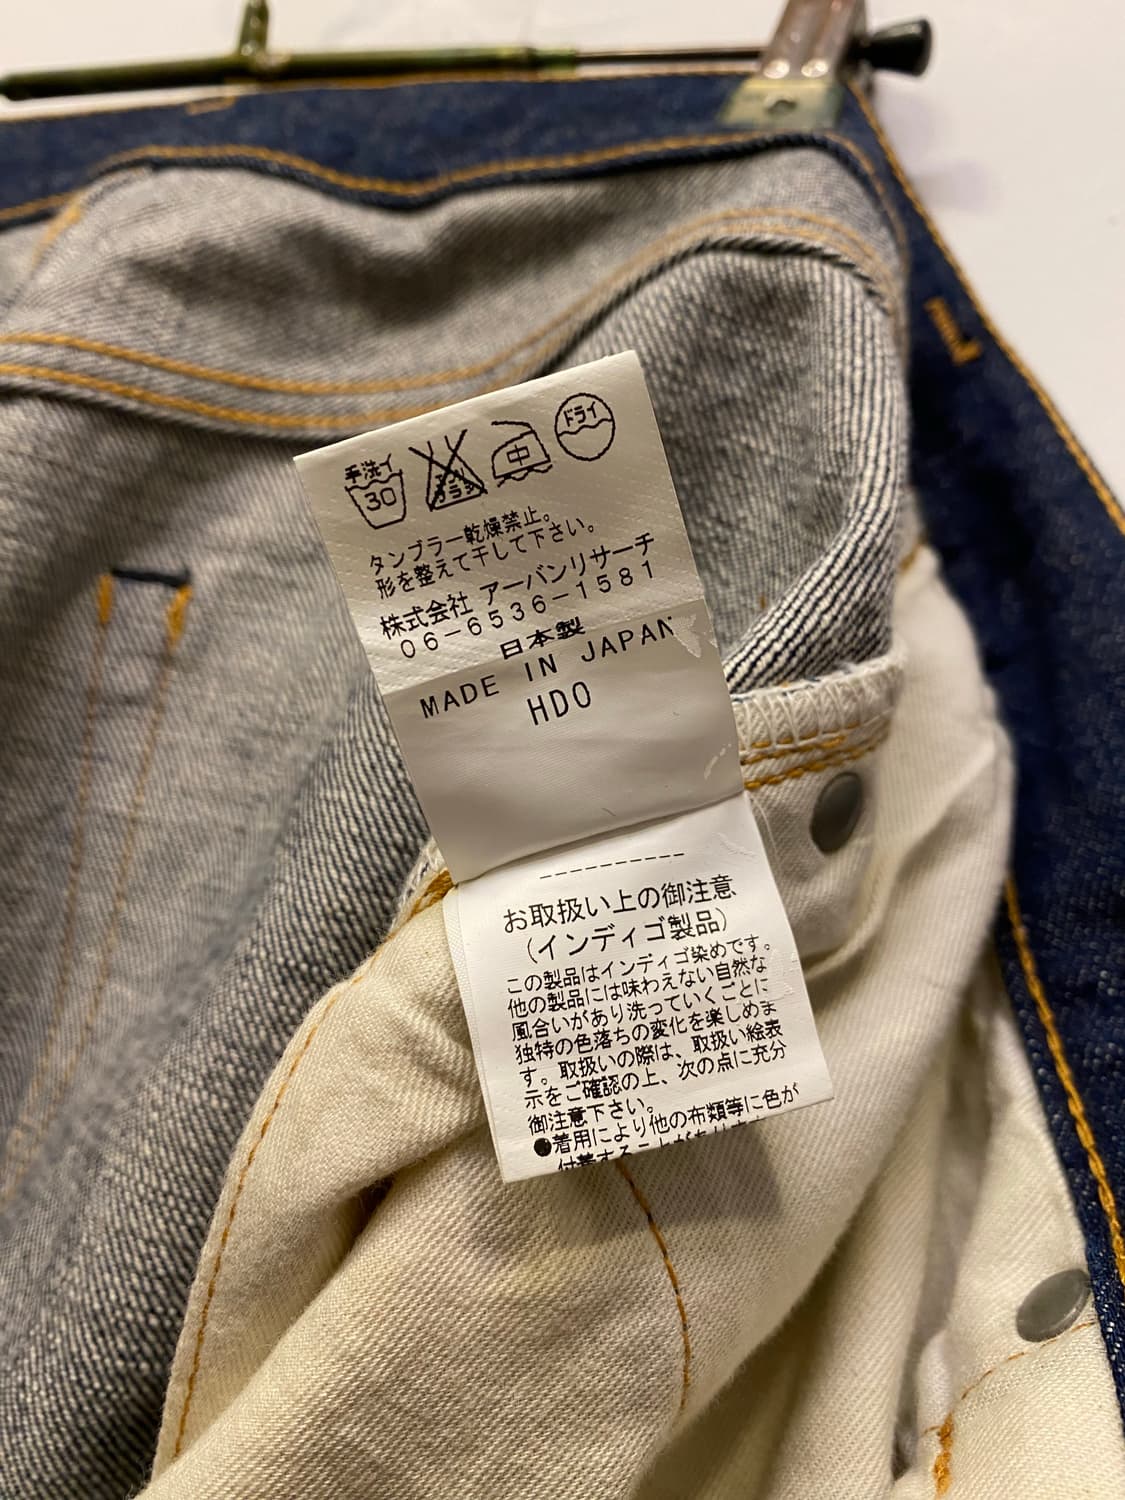 手洗イ
30
中
ドライ
タンブラー乾燥禁止。
形を整えて干して下さい。
株式会社 アーバンリサーチ
06-6536-1581
日本製
MADE IN JAPAN
HDO
----------
お取扱い上の御注意
(インディゴ製品)
この製品はインディゴ染めです。
他の製品には味わえない自然な
風合いがあり洗っていくごとに
独特の色落ちの変化を楽しめま
す。取扱いの際は、取扱い絵表
示をご確認の上、次の点に充分
御注意下さい。
●着用により他の布類等に色が